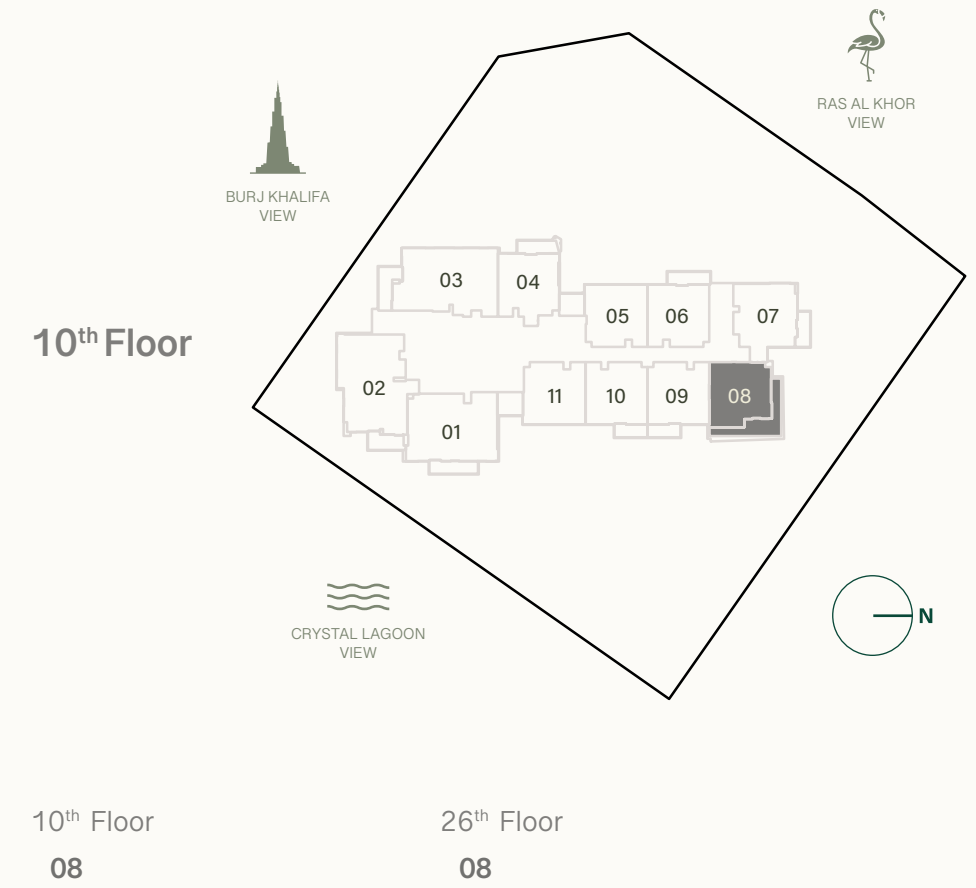 RAS AL KHOR
VIEW
BURJ KHALIFA
VIEW
03
04
05
06
07
10th Floor
02
11
10
09
08
01
CRYSTAL LAGOON
VIEW
N
10th Floor
08
26th Floor
08